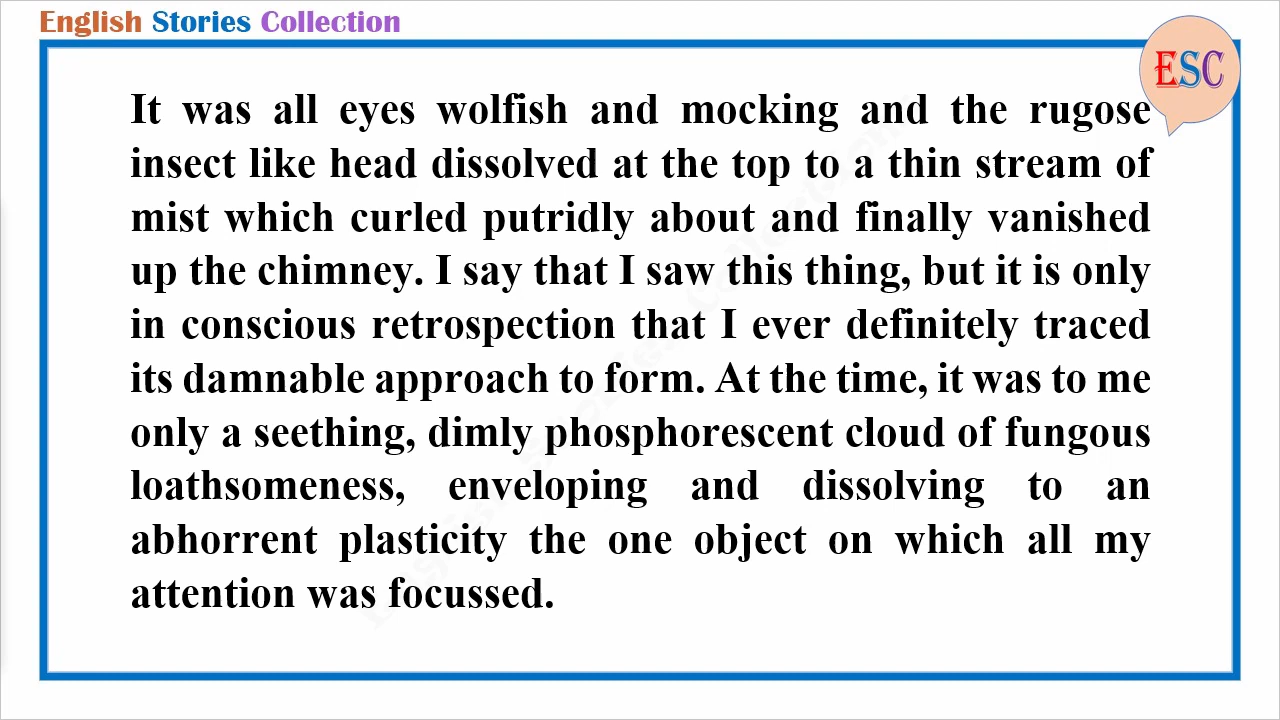 English Stories Collection
ESC
It was all eyes wolfish and mocking and the rugose
insect like head dissolved at the top to a thin stream of
mist which curled putridly about and finally vanished
up the chimney. I say that I saw this thing, but it is only
in conscious retrospection that I ever definitely traced
its damnable approach to form. At the time, it was to me
only a seething, dimly phosphorescent cloud of fungous
loathsomeness, enveloping and dissolving to an
abhorrent plasticity the one object on which all my
attention was focussed.